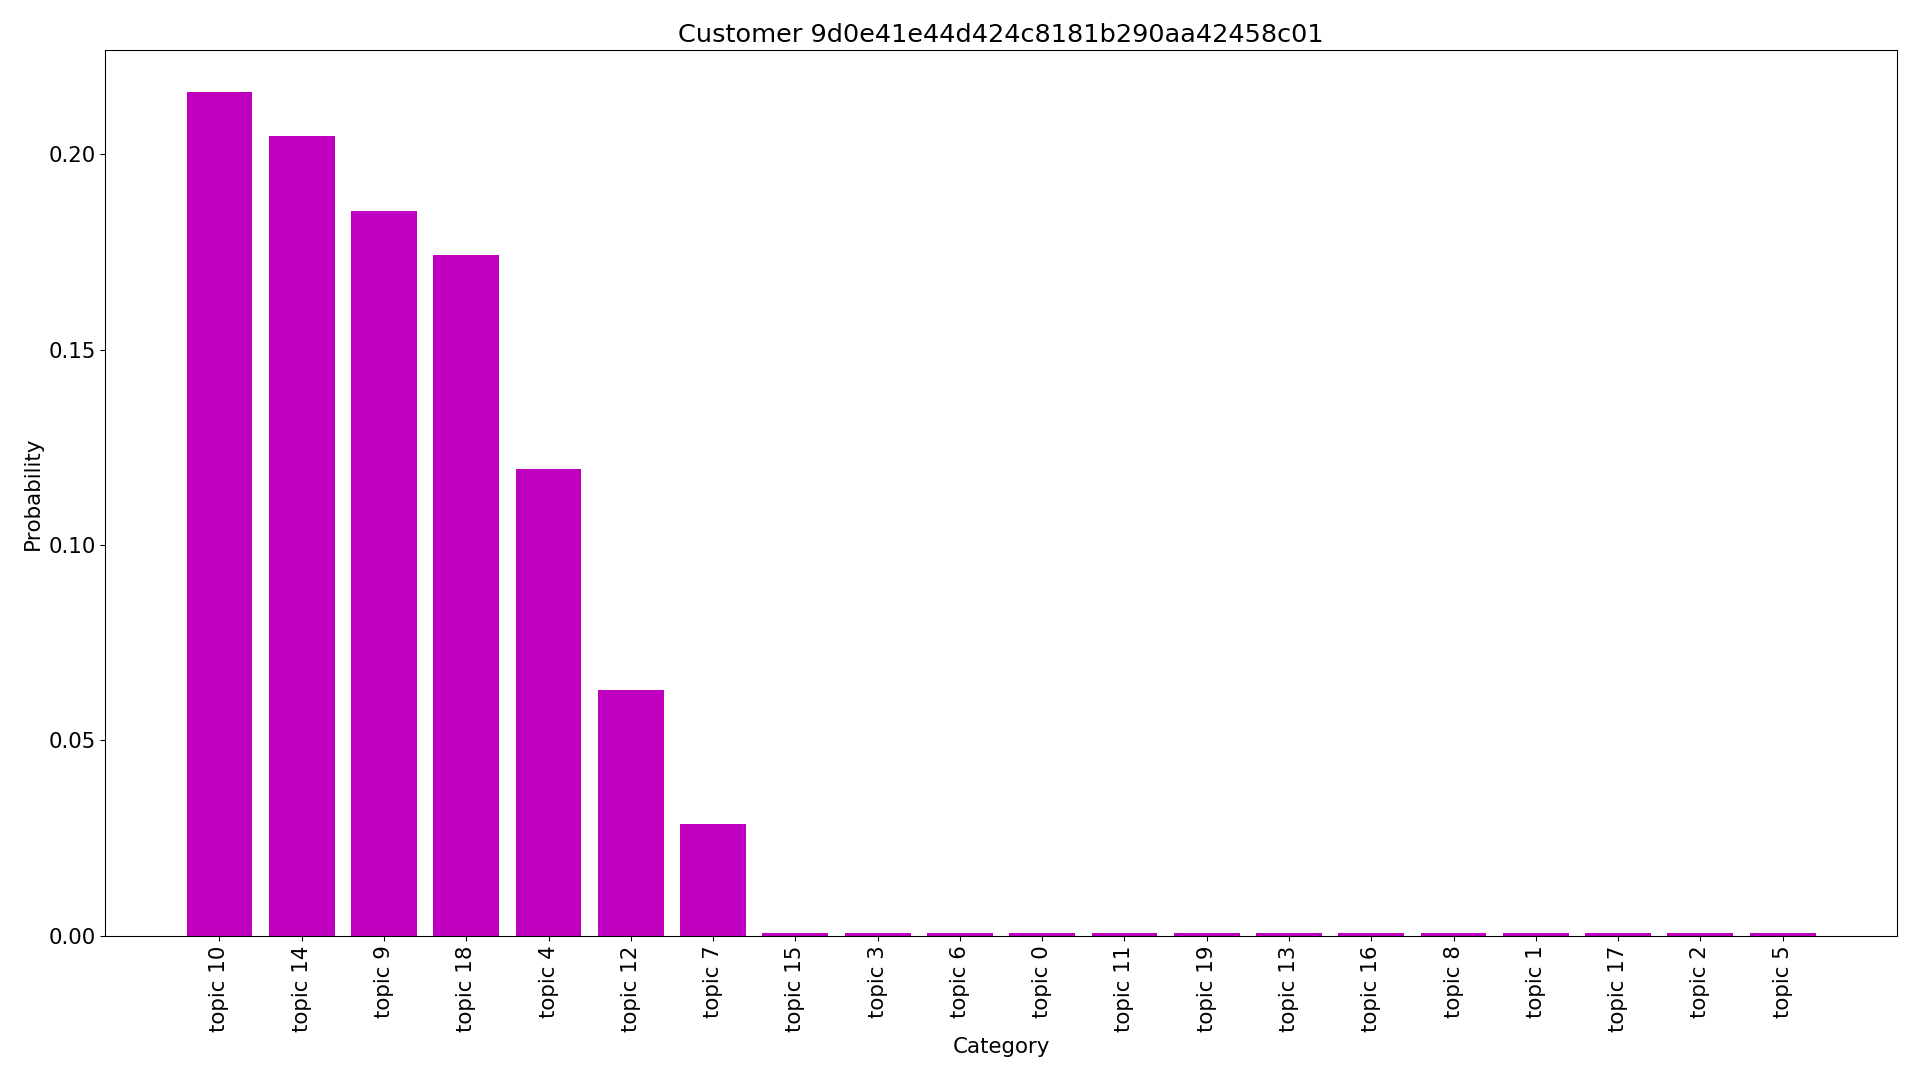 Customer 9d0e41e44d424c8181b290aa42458c01
Probability
0.20
0.15
0.10
0.05
0.00
topic 10
topic 14
topic 9
topic 18
topic 4
topic 12
topic 7
topic 15
topic 3
topic 6
topic 0
topic 11
topic 19
topic 13
topic 16
topic 8
topic 1
topic 17
topic 2
topic 5
Category